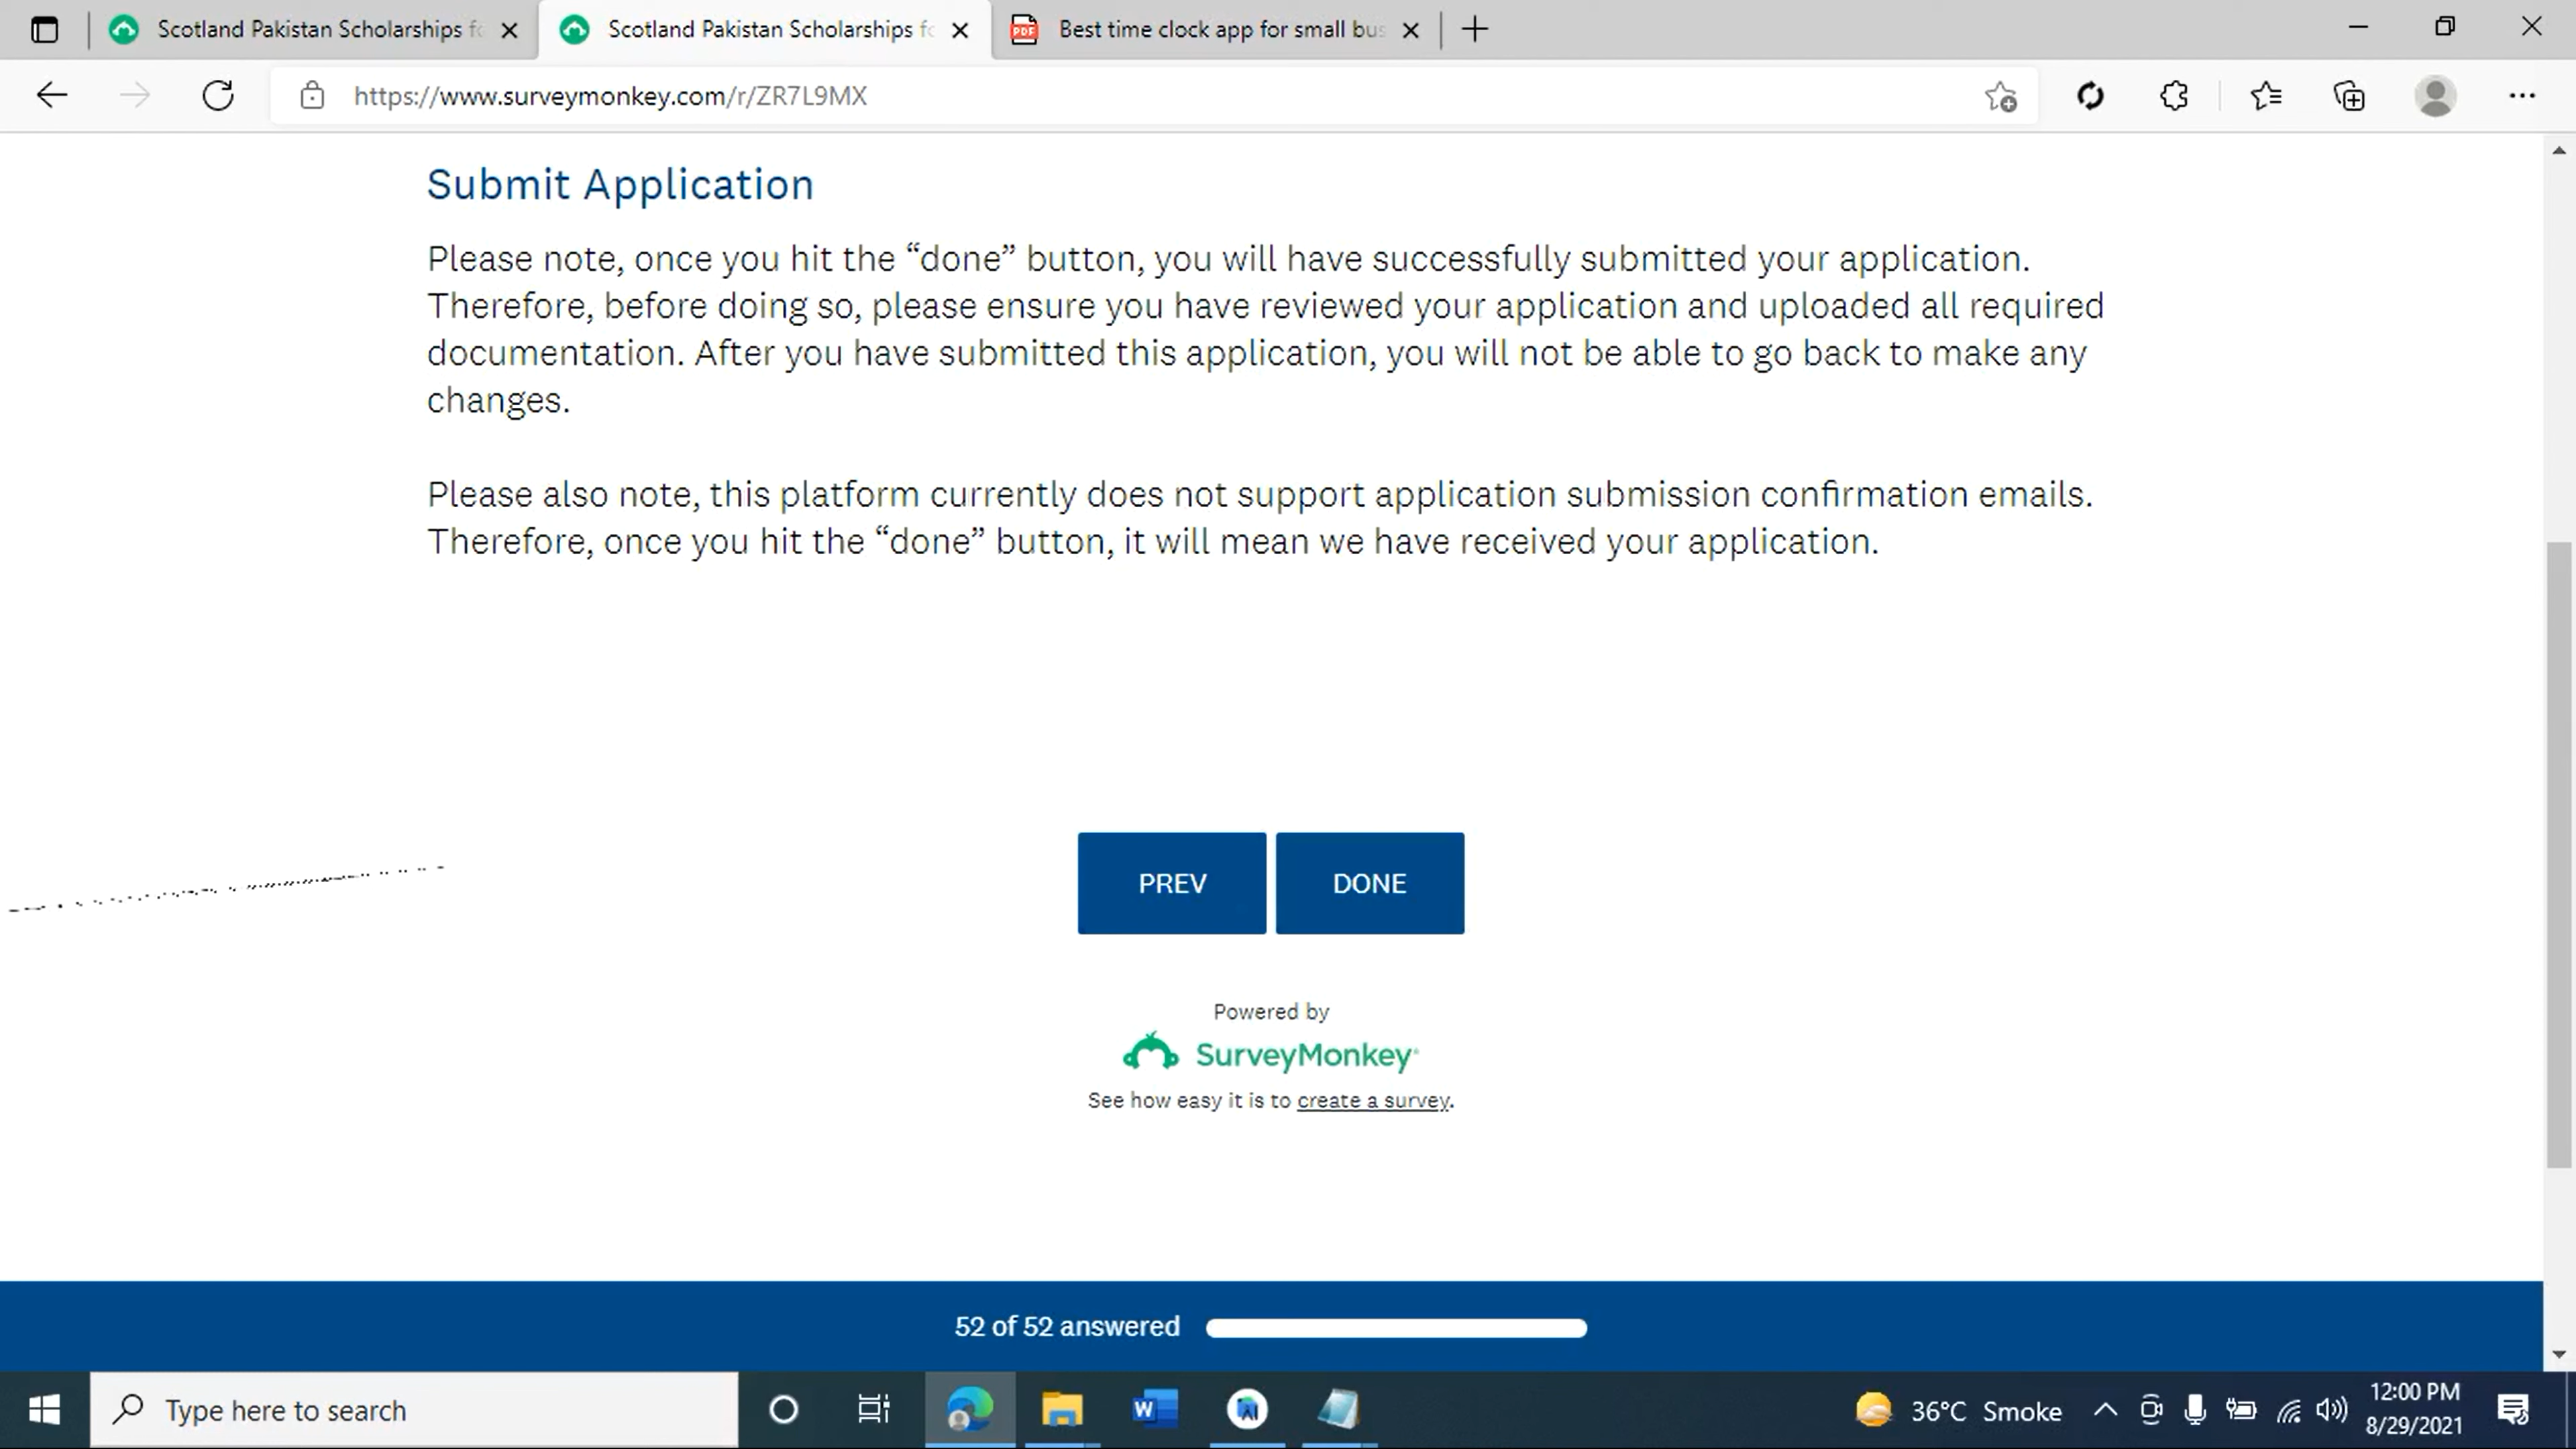 Scotland Pakistan Scholarships fo
Scotland Pakistan Scholarships fo
Best time clock app for small bus
https://www.surveymonkey.com/r/ZR7L9MX
Submit Application
Please note, once you hit the “done” button, you will have successfully submitted your application.
Therefore, before doing so, please ensure you have reviewed your application and uploaded all required
documentation. After you have submitted this application, you will not be able to go back to make any
changes.
Please also note, this platform currently does not support application submission confirmation emails.
Therefore, once you hit the “done” button, it will mean we have received your application.
PREV
DONE
Powered by
SurveyMonkey
See how easy it is to create a survey.
52 of 52 answered
Type here to search
36°C Smoke
12:00 PM
8/29/2021